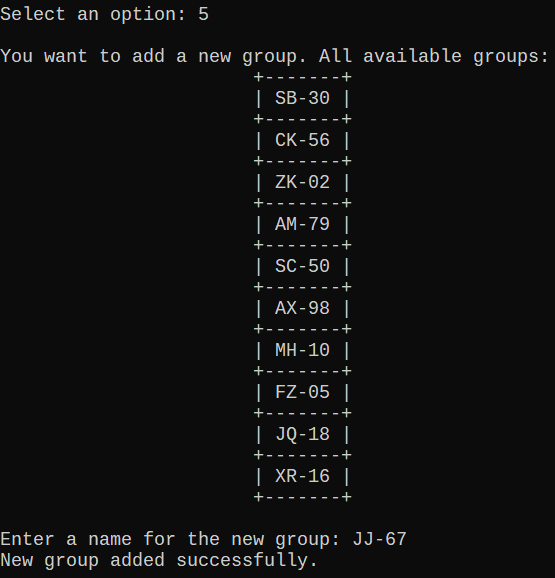 Select an option: 5
You want to add a new group. All available groups:
+-------+
| SB-30 |
+-------+
| CK-56 |
+-------+
| ZK-02 |
+-------+
| AM-79 |
+-------+
| SC-50 |
+-------+
| AX-98 |
+-------+
| MH-10 |
+-------+
| FZ-05 |
+-------+
| JQ-18 |
+-------+
| XR-16 |
+-------+
Enter a name for the new group: JJ-67
New group added successfully.